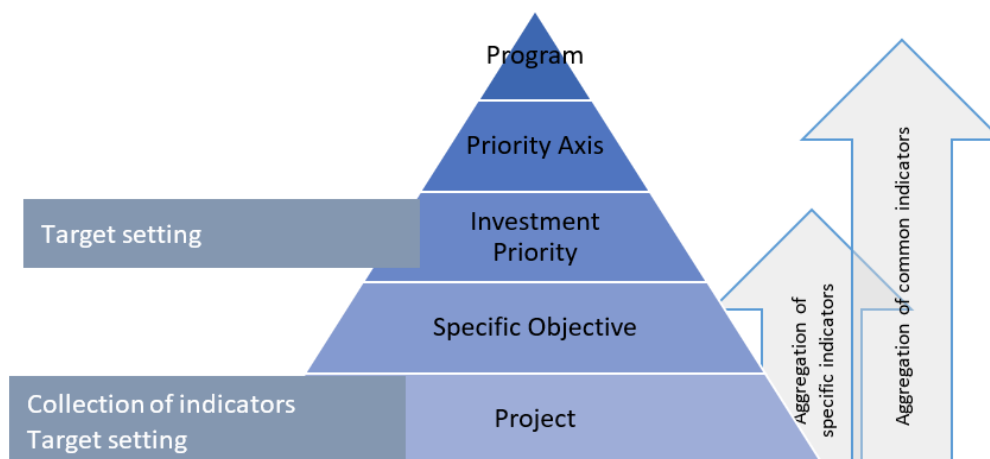 Program
Priority Axis
Target setting
Investment
Priority
Specific Objective
Collection of indicators
Target setting
Project
Aggregation of
specific indicators
Aggregation of common indicators